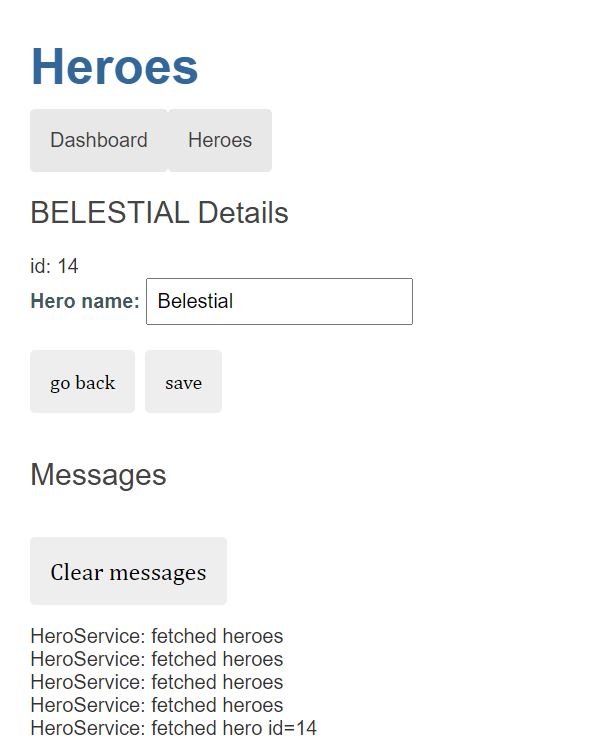 Heroes
Dashboard Heroes
BELESTIAL Details
id: 14
Hero name: Belestial
go back save
Messages
Clear messages
HeroService: fetched heroes
HeroService: fetched heroes
HeroService: fetched heroes
HeroService: fetched heroes
HeroService: fetched hero id=14